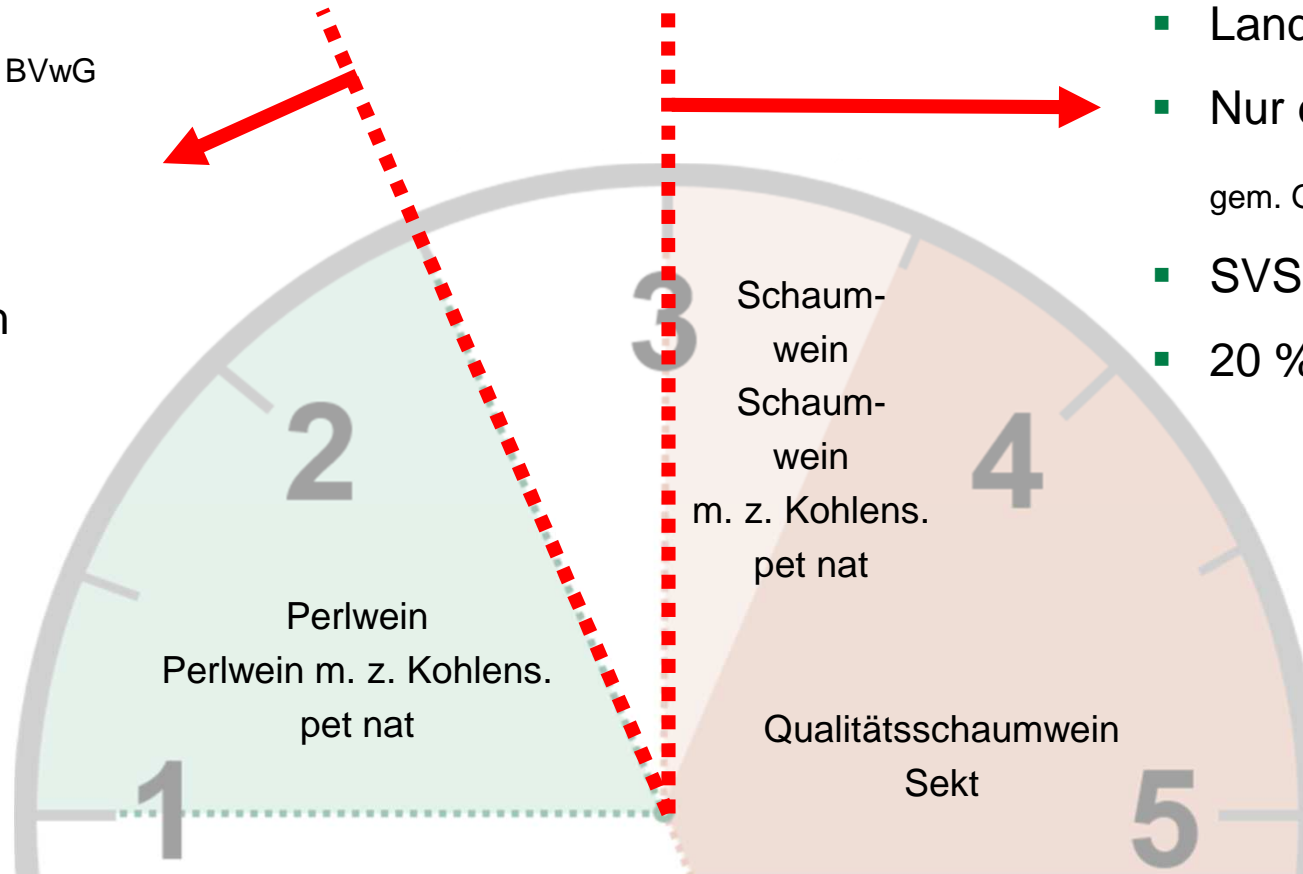 BVwG
Nur
gem.
SVS
20 %
3
Schaum-
wein
Schaum-
wein
m. z. Kohlens.
pet nat
2
4
Perlwein
Perlwein m. z. Kohlens.
pet nat
Qualitätsschaumwein
Sekt
1
5